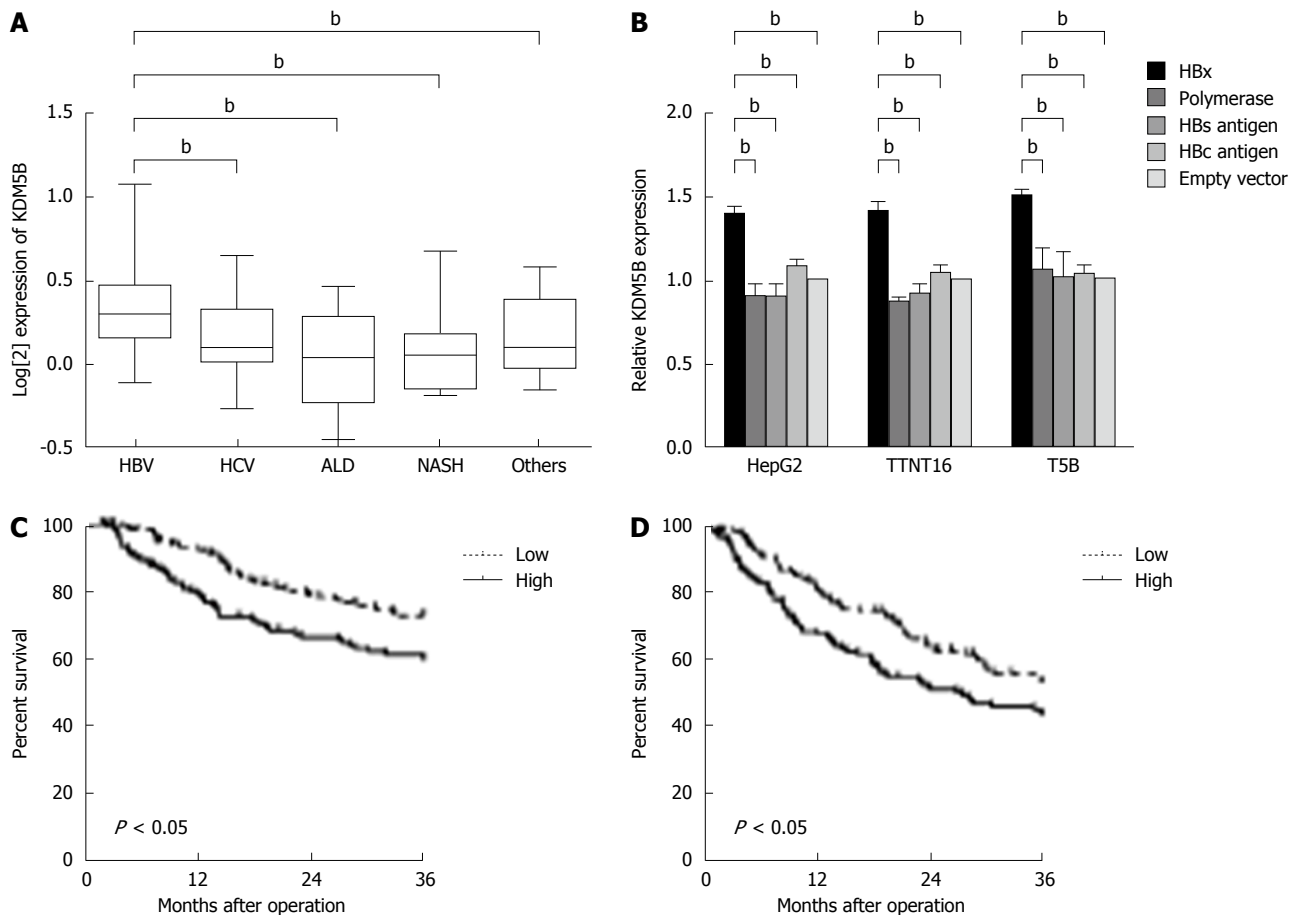 A
b
b
b
b
Log[2] expression of KDM5B
1.5
1.0
0.5
0.0
-0.5
HBV HCV ALD NASH Others
B
b b b
b b b
b b b
b b b
Relative KDM5B expression
2.0
1.5
1.0
0.5
0.0
HepG2 TTNT16 T5B
HBx
Polymerase
HBs antigen
HBc antigen
Empty vector
C
Percent survival
100
80
60
40
20
0
Low
High
P < 0.05
0 12 24 36
Months after operation
D
Percent survival
100
80
60
40
20
0
Low
High
P < 0.05
0 12 24 36
Months after operation